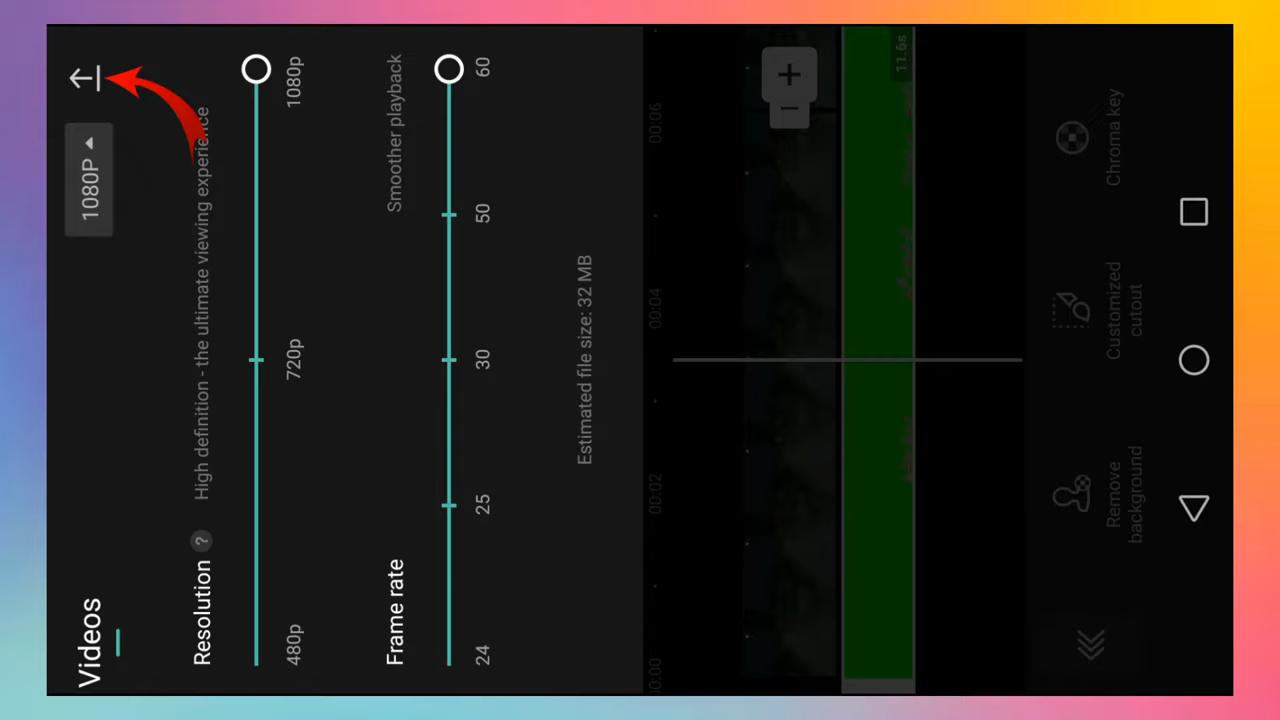 Videos
1080P
Resolution ?
High definition - the ultimate viewing experience
480p
720p
1080p
Frame rate
Smoother playback
24
25
30
50
60
Estimated file size: 32 MB
00:00
00:02
00:04
00:06
11.6s
Remove
background
Customized
cutout
Chroma key